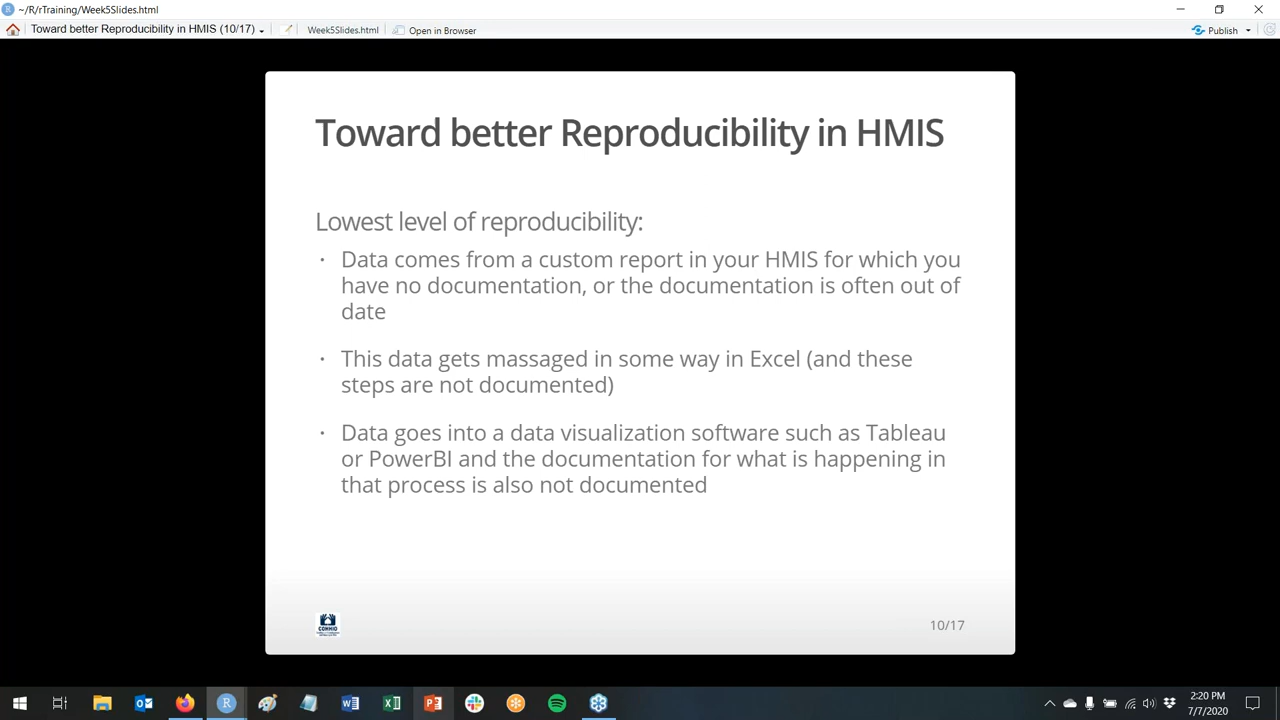 ~/R/rTraining/Week5Slides.html
Toward better Reproducibility in HMIS (10/17)
Week5Slides.html
Open in Browser
Publish
Toward better Reproducibility in HMIS
Lowest level of reproducibility:
· Data comes from a custom report in your HMIS for which you
have no documentation, or the documentation is often out of
date
· This data gets massaged in some way in Excel (and these
steps are not documented)
· Data goes into a data visualization software such as Tableau
or PowerBI and the documentation for what is happening in
that process is also not documented
COHHIO
10/17
2:20 PM
7/7/2020